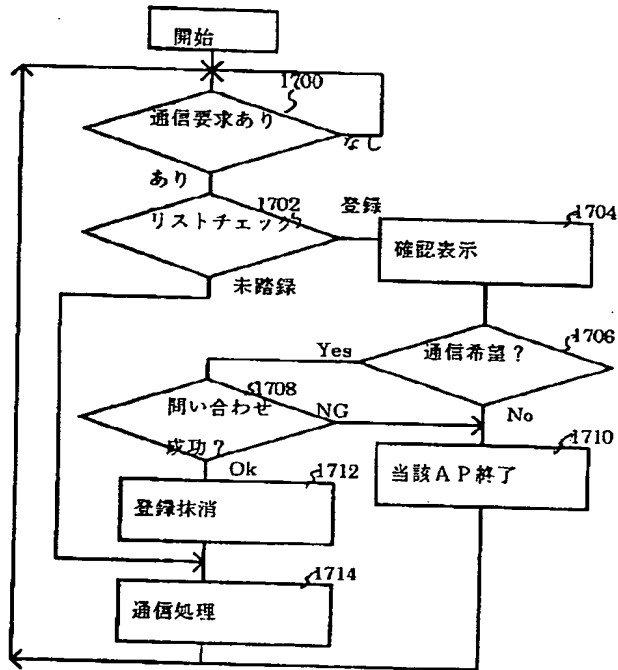 開始
1700
通信要求あり
なし
あり
1702
リストチェック
登録
1704
確認表示
未踏録
1706
通信希望？
Yes
1708
問い合わせ
成功？
NG
No
Ok
1710
当該ＡＰ終了
1712
登録抹消
1714
通信処理